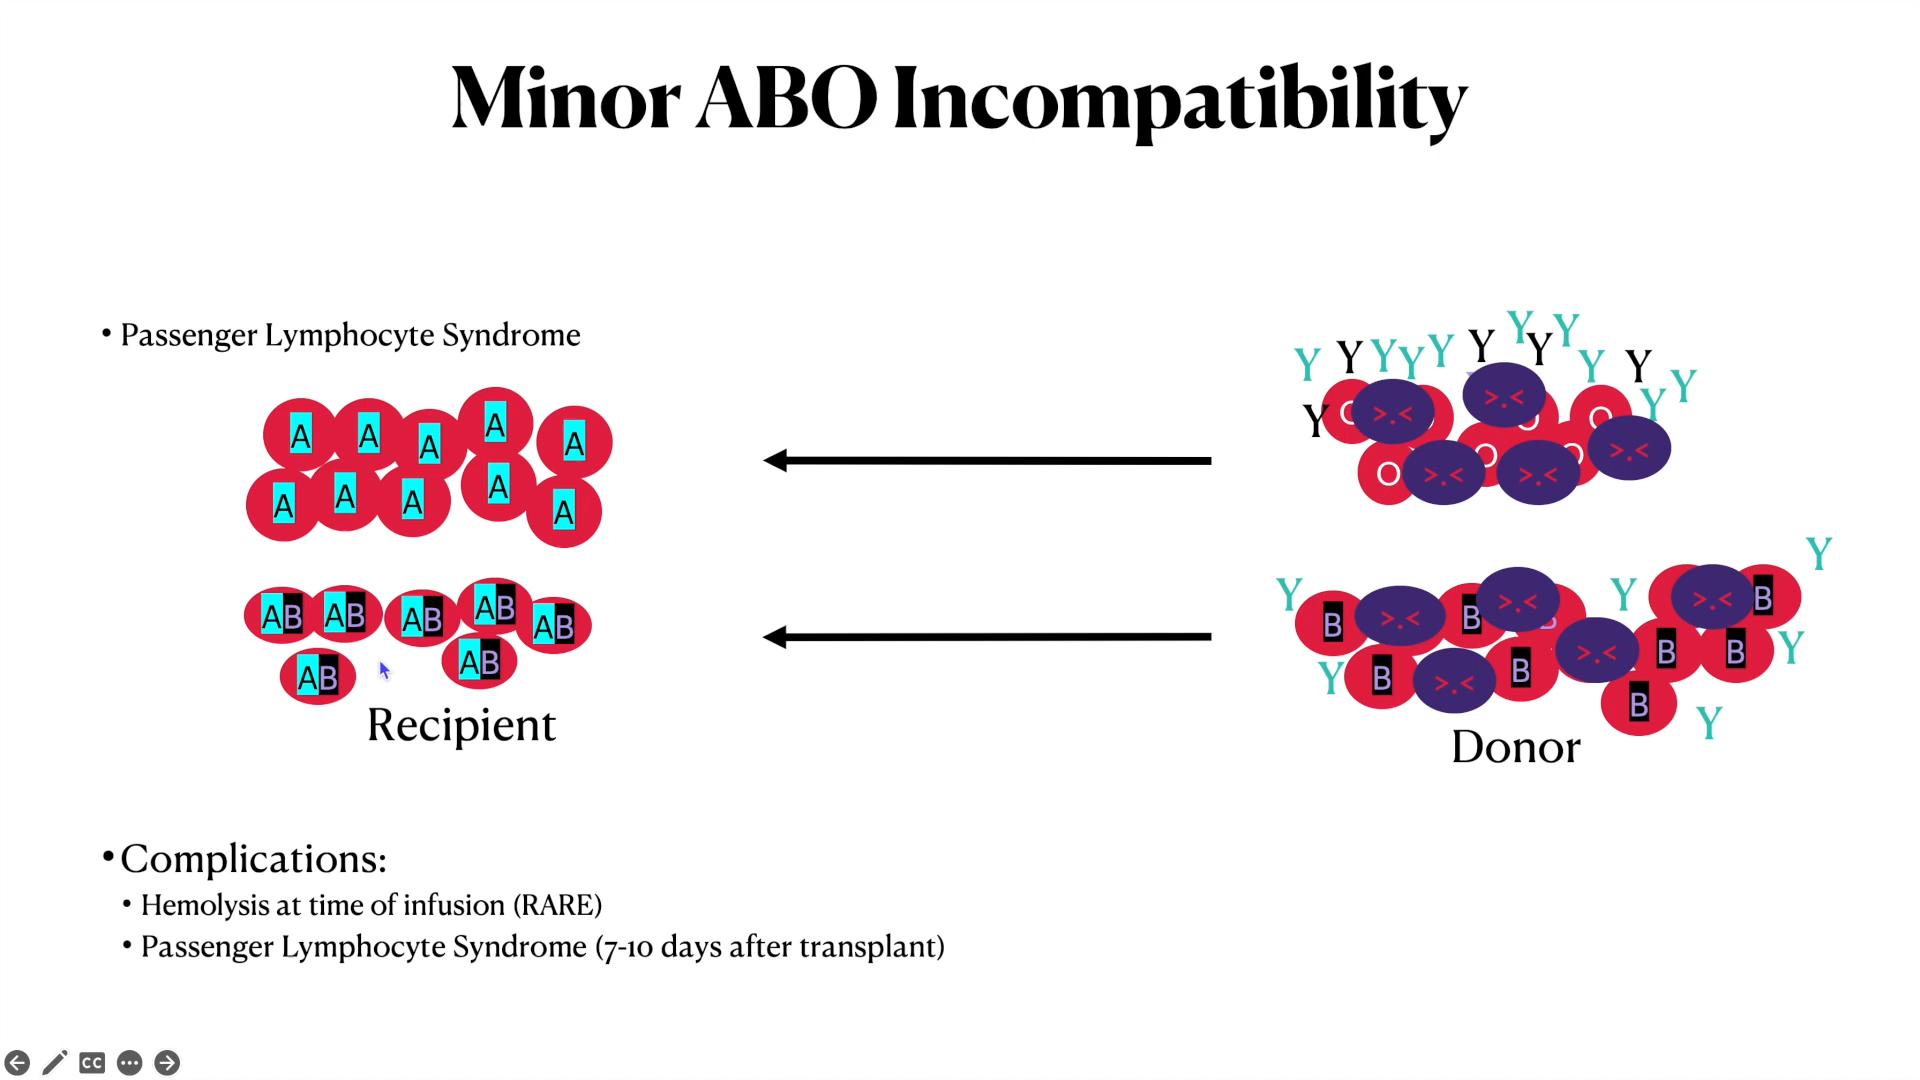 Minor ABO Incompatibility
• Passenger Lymphocyte Syndrome
Y Y Y Y Y Y Y Y Y Y Y Y Y Y
A A A A A
A A A A A
Y O >.< >.< O O >.<
O >.< O >.< O
AB AB AB AB AB
AB AB
Y B >.< B >.< B Y >.< B Y
Y B >.< B >.< B B Y
B Y
Recipient
Donor
• Complications:
• Hemolysis at time of infusion (RARE)
• Passenger Lymphocyte Syndrome (7-10 days after transplant)
CC